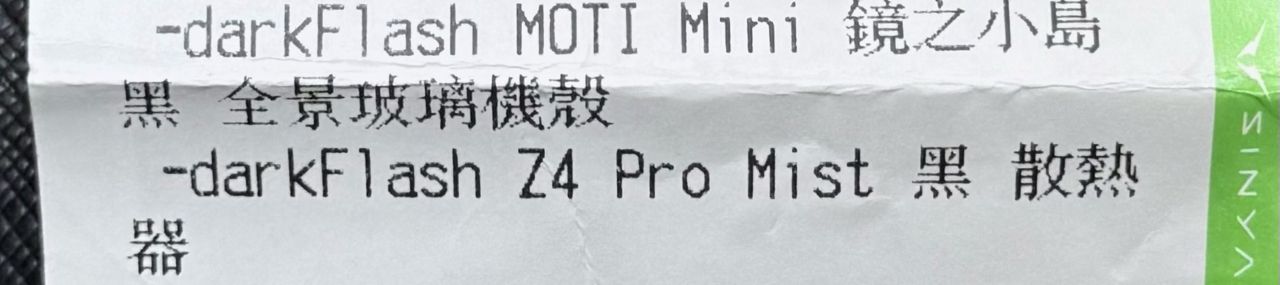 -darkFlash MOTI Mini 鏡之小島
黑 全景玻璃機殼
-darkFlash Z4 Pro Mist 黑 散熱
器